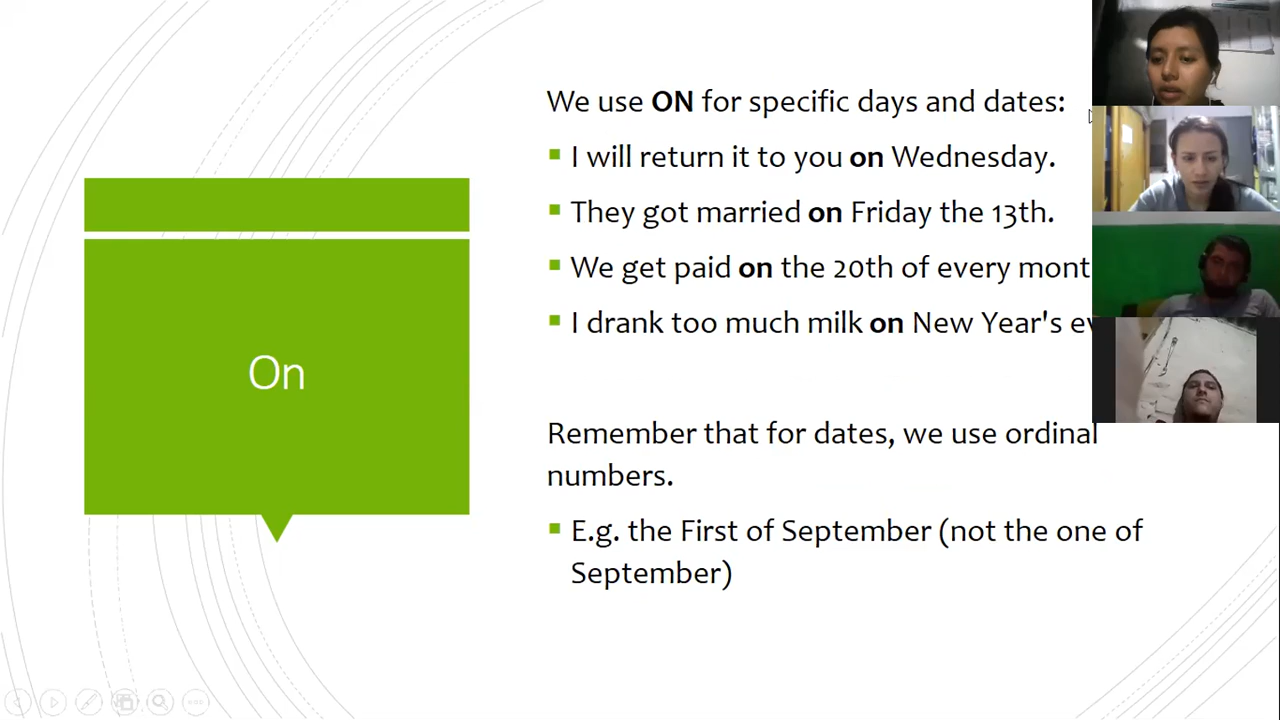 We use ON for specific days and dates:
I will return it to you on Wednesday.
They got married on Friday the 13th.
We get paid on the 20th of every
I drank too much milk on New Year's
On
Remember that for dates, we use ordinal
numbers.
E.g. the First of September (not the one of
September)